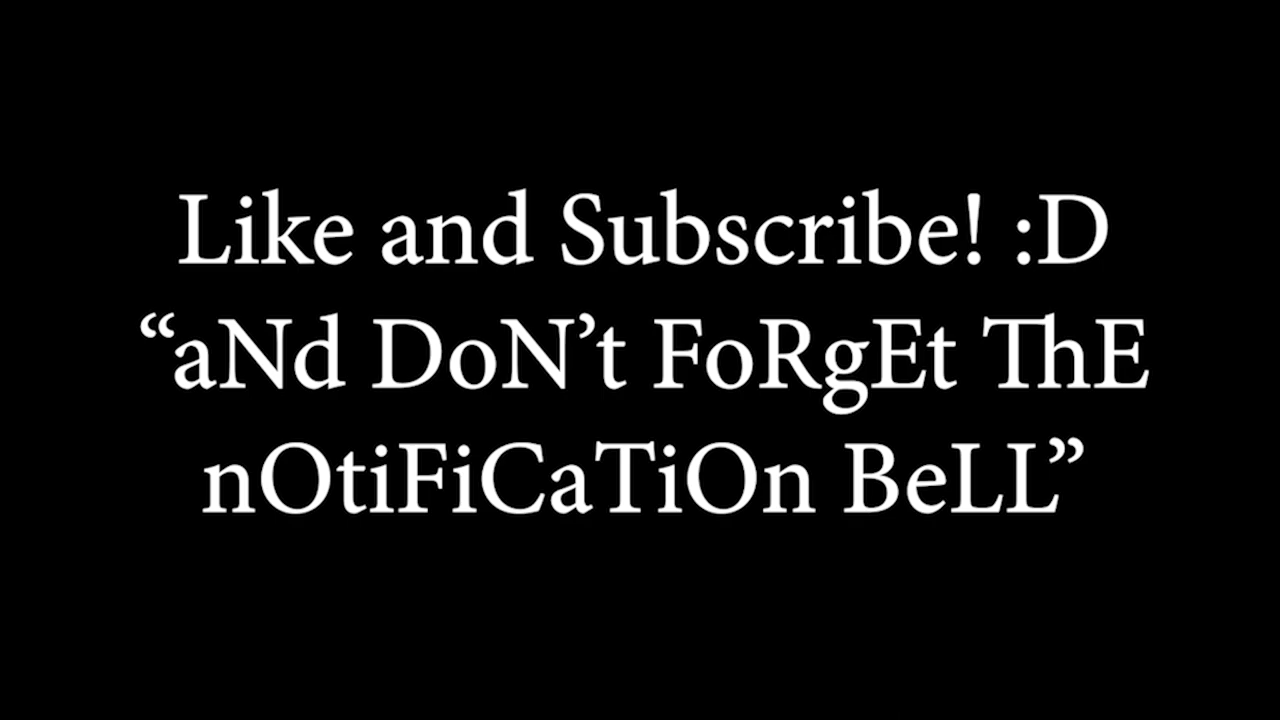 Like and Subscribe! :D
“aNd DoN’t FoRgEt ThE
nOtiFiCaTiOn BeLL”